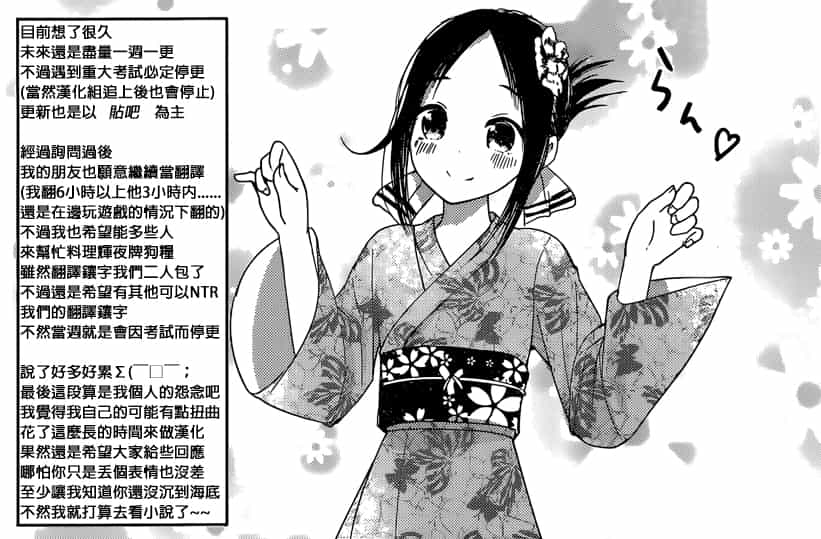 目前想了很久
未來還是盡量一週一更
不過遇到重大考試必定停更
(當然漢化組追上後也會停止)
更新也是以 貼吧 為主
經過詢問過後
我的朋友也願意繼續當翻譯
(我翻6小時以上他3小時內......
還是在邊玩遊戲的情況下翻的)
不過我也希望能多些人
來幫忙料理輝夜牌狗糧
雖然翻譯鑲字我們二人包了
不過還是希望有其他可以NTR
我們的翻譯鑲字
不然當週就是會因考試而停更
說了好多好累Σ(￣□￣；
最後這段算是我個人的怨念吧
我覺得我自己的可能有點扭曲
花了這麼長的時間來做漢化
果然還是希望大家給些回應
哪怕你只是丟個表情也沒差
至少讓我知道你還沒沉到海底
不然我就打算去看小說了~~
らん♡